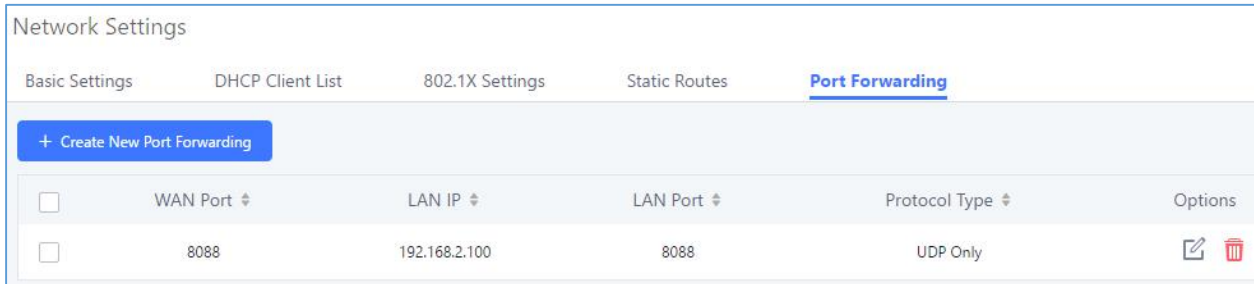 Network Settings
Basic Settings DHCP Client List 802.1X Settings Static Routes Port Forwarding
+ Create New Port Forwarding
WAN Port LAN IP LAN Port Protocol Type Options
8088 192.168.2.100 8088 UDP Only